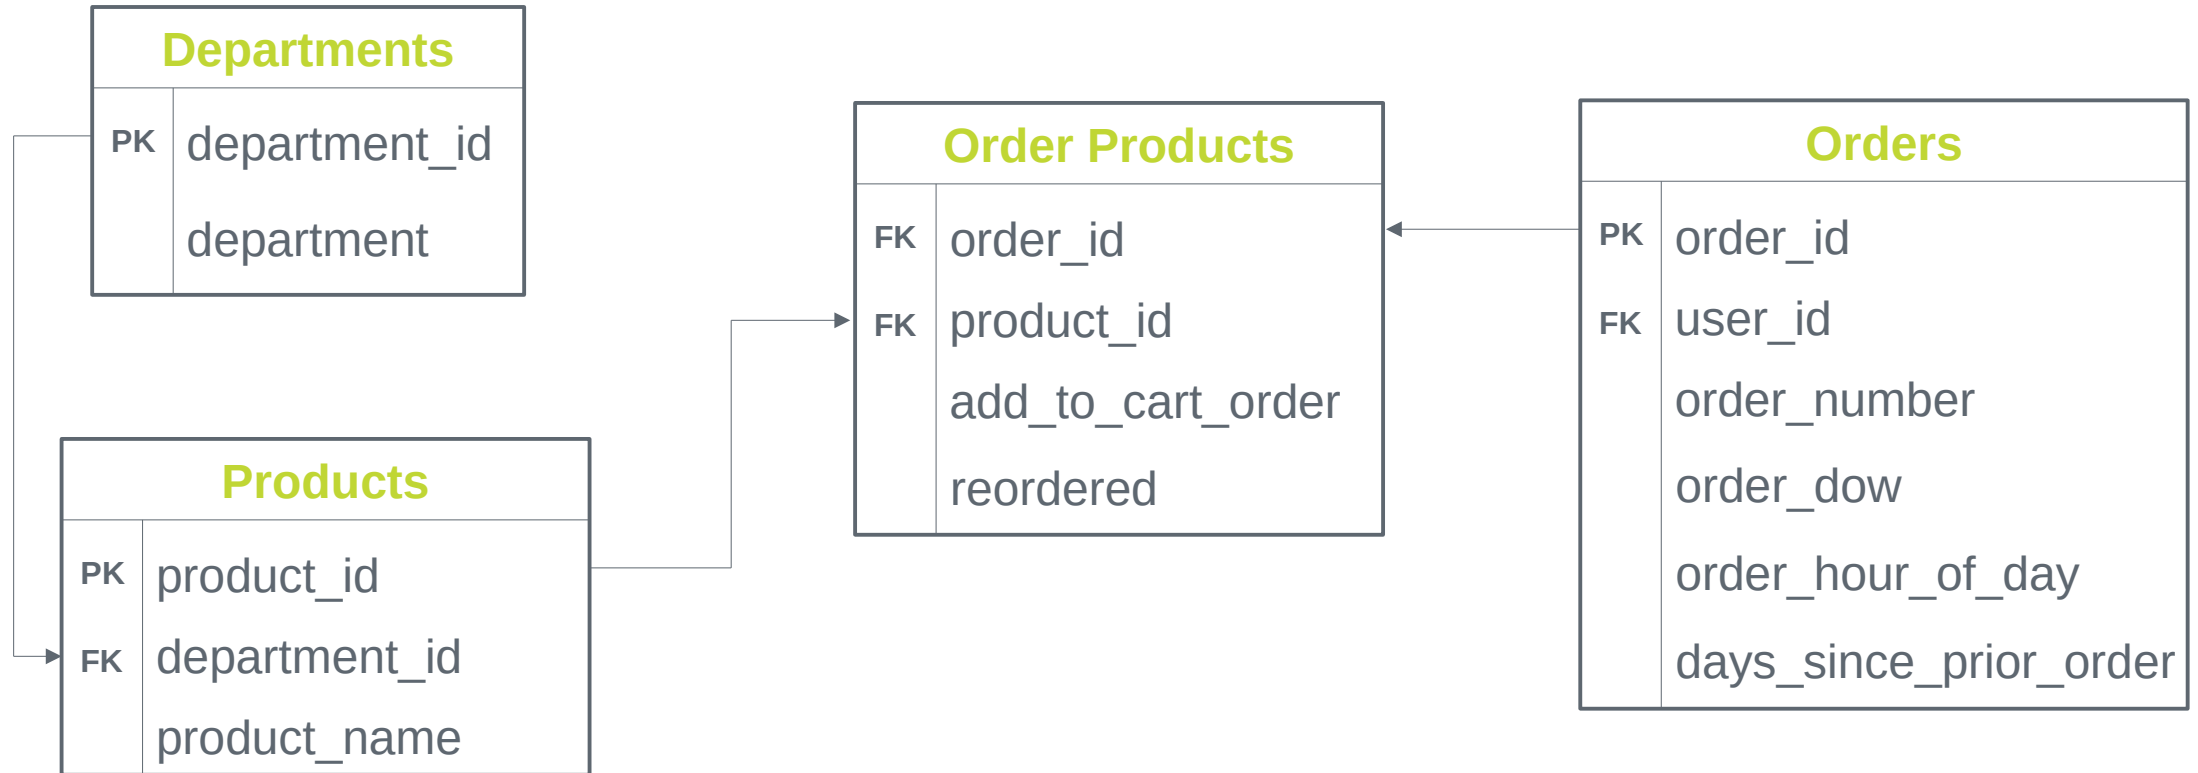 Departments
PK department_id
department
Products
PK product_id
FK department_id
product_name
Order Products
FK order_id
FK product_id
add_to_cart_order
reordered
Orders
PK order_id
FK user_id
order_number
order_dow
order_hour_of_day
days_since_prior_order